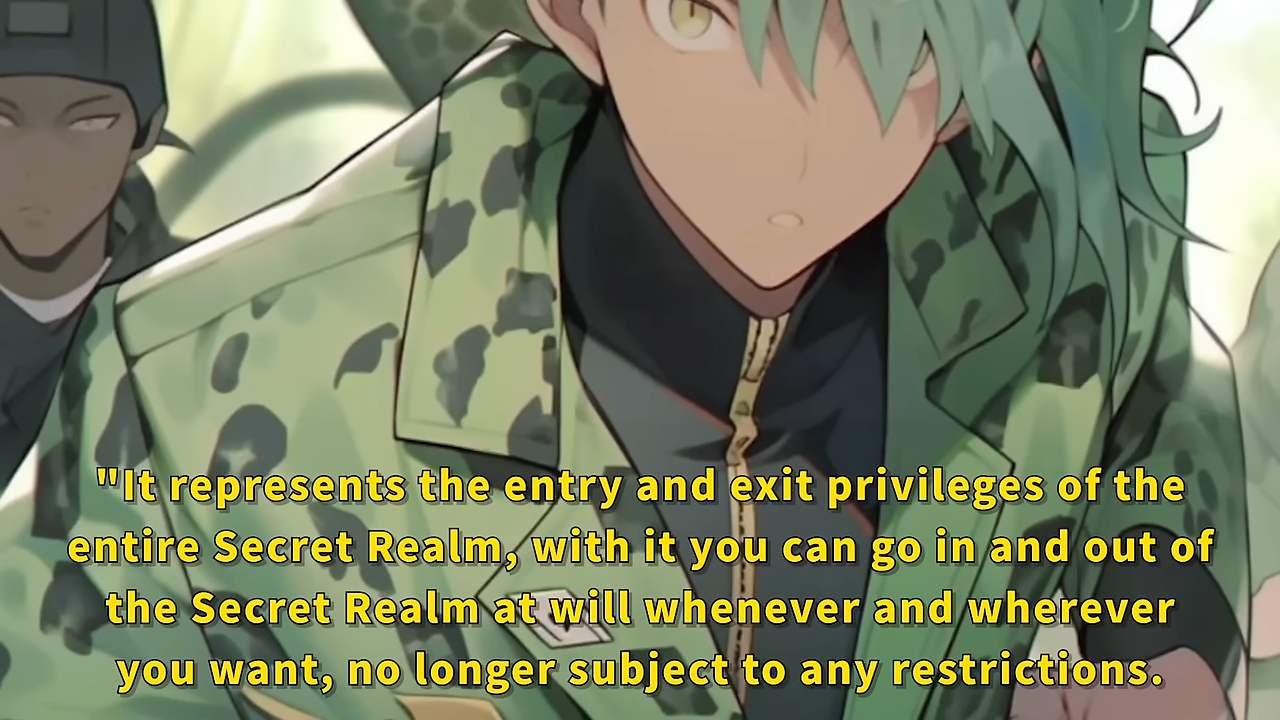 "It represents the entry and exit privileges of the
entire Secret Realm, with it you can go in and out of
the Secret Realm at will whenever and wherever
you want, no longer subject to any restrictions.